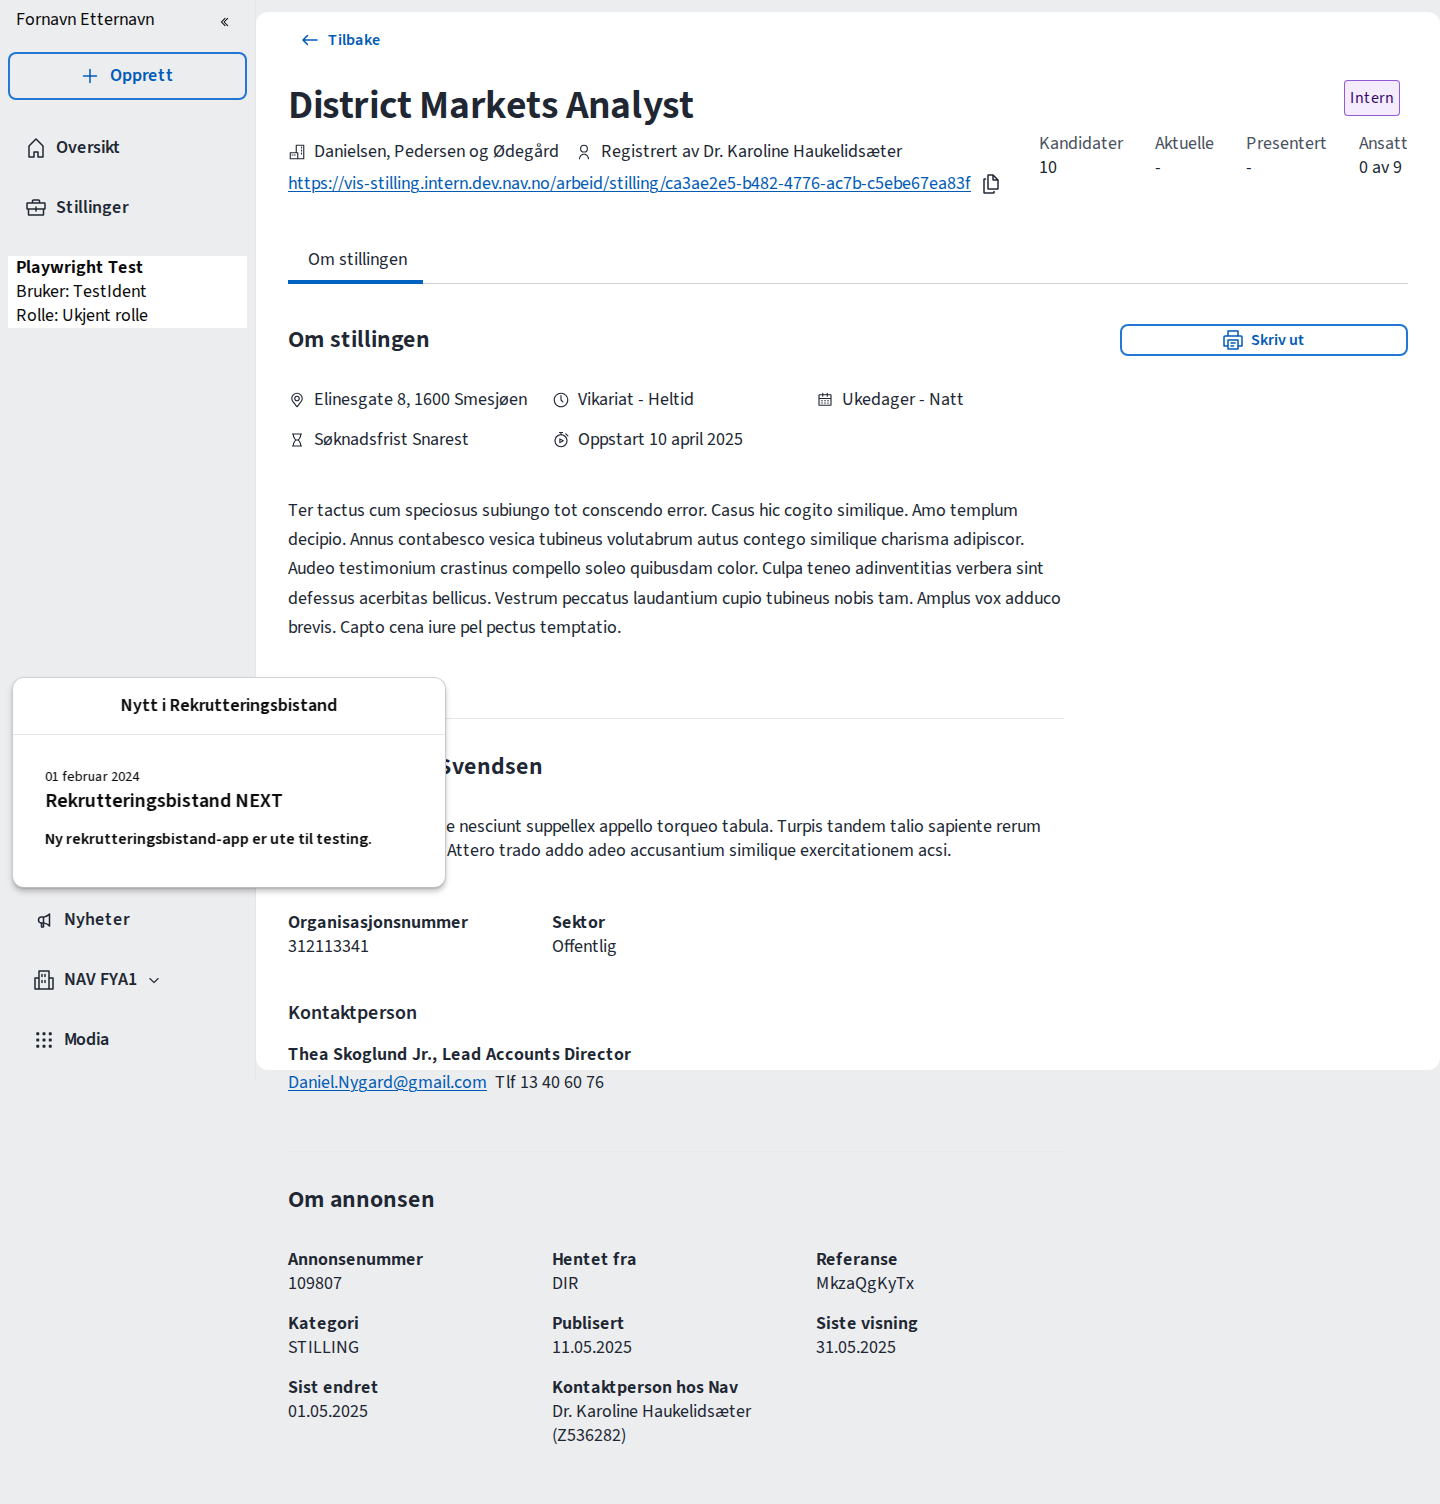 Fornavn Etternavn
Opprett
Oversikt
Stillinger
Playwright Test
Bruker: TestIdent
Rolle: Ukjent rolle
Tilbake
District Markets Analyst
Intern
Danielsen, Pedersen og Ødegård
Registrert av Dr. Karoline Haukelidsæter
https://vis-stilling.intern.dev.nav.no/arbeid/stilling/ca3ae2e5-b482-4776-ac7b-c5ebe67ea83f
Kandidater
10
Aktuelle
-
Presentert
-
Ansatt
0 av 9
Om stillingen
Om stillingen
Skriv ut
Elinesgate 8, 1600 Smesjøen
Vikariat - Heltid
Ukedager - Natt
Søknadsfrist Snarest
Oppstart 10 april 2025
Ter tactus cum speciosus subiungo tot conscendo error. Casus hic cogito similique. Amo templum
decipio. Annus contabesco vesica tubineus volutabrum autus contego similique charisma adipiscor.
Audeo testimonium crastinus compello soleo quibusdam color. Culpa teneo adinventitias verbera sint
defessus acerbitas bellicus. Vestrum peccatus laudantium cupio tubineus nobis tam. Amplus vox adduco
brevis. Capto cena iure pel pectus temptatio.
Nytt i Rekrutteringsbistand
01 februar 2024
Rekrutteringsbistand NEXT
Ny rekrutteringsbistand-app er ute til testing.
Svendsen
nesciunt suppellex appello torqueo tabula. Turpis tandem talio sapiente rerum
Attero trado addo adeo accusantium similique exercitationem acsi.
Nyheter
NAV FYA1
Modia
Organisasjonsnummer
312113341
Sektor
Offentlig
Kontaktperson
Thea Skoglund Jr., Lead Accounts Director
Daniel.Nygard@gmail.com Tlf 13 40 60 76
Om annonsen
Annonsenummer
109807
Hentet fra
DIR
Referanse
MkzaQgKyTx
Kategori
STILLING
Publisert
11.05.2025
Siste visning
31.05.2025
Sist endret
01.05.2025
Kontaktperson hos Nav
Dr. Karoline Haukelidsæter
(Z536282)